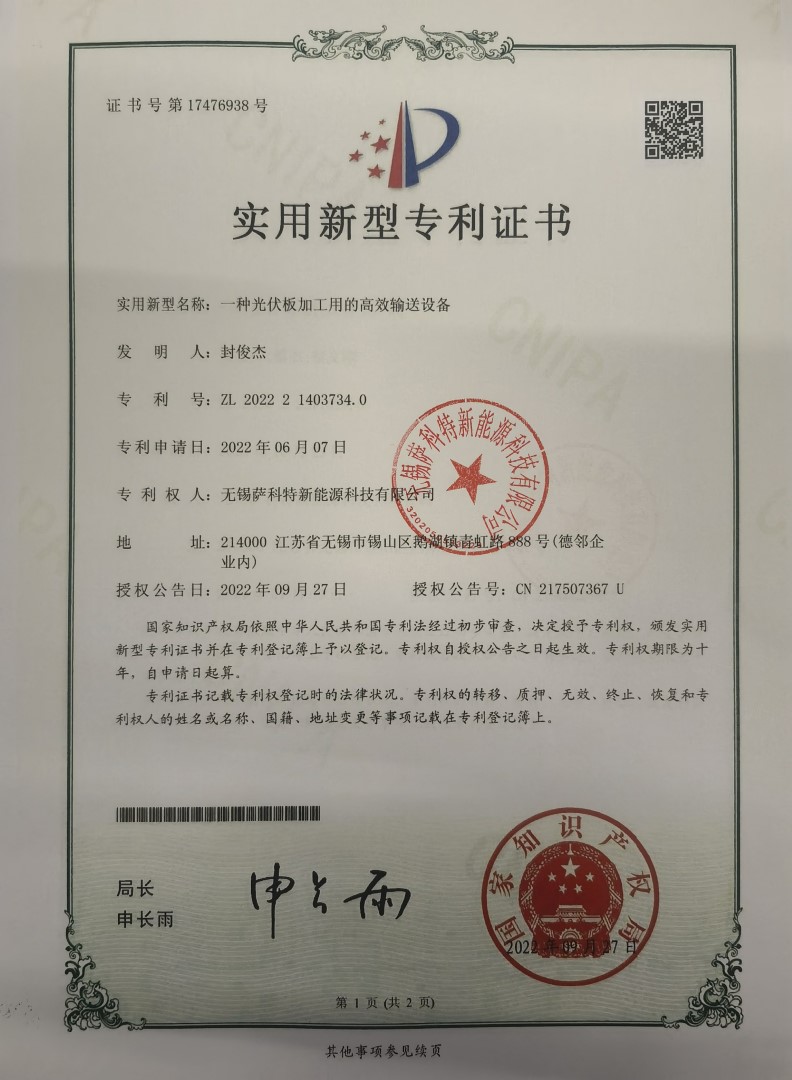 证书号第17476938号
实用新型专利证书
实用新型名称：一种光伏板加工用的高效输送设备
发明人：封俊杰
专利号：ZL 2022 2 1403734.0
专利申请日：2022年06月07日
专利权人：无锡萨科特新能源科技有限公司
无锡萨科特新能源科技有限公司
地址：214000 江苏省无锡市锡山区鹅湖镇青虹路888号(德邻企
业内)
授权公告日：2022年09月27日 授权公告号：CN 217507367 U
国家知识产权局依照中华人民共和国专利法经过初步审查，决定授予专利权，颁发实用
新型专利证书并在专利登记簿上予以登记。专利权自授权公告之日起生效。专利权期限为十
年，自申请日起算。
专利证书记载专利权登记时的法律状况。专利权的转移、质押、无效、终止、恢复和专
利权人的姓名或名称、国籍、地址变更等事项记载在专利登记簿上。
局长
申长雨
申长雨
国家知识产权局
2022年09月27日
第 1 页 (共 2 页)
其他事项参见续页
CNIPA